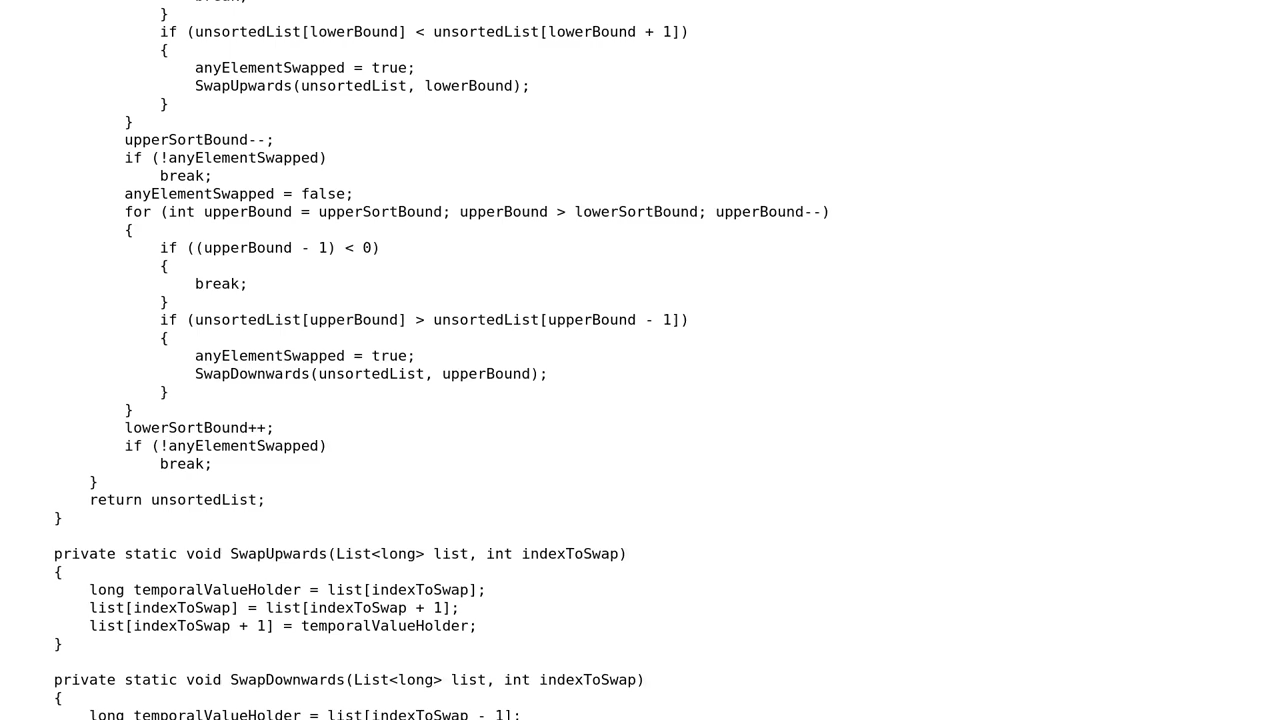 break;
}
if (unsortedList[lowerBound] < unsortedList[lowerBound + 1])
{
anyElementSwapped = true;
SwapUpwards(unsortedList, lowerBound);
}
}
upperSortBound--;
if (!anyElementSwapped)
break;
anyElementSwapped = false;
for (int upperBound = upperSortBound; upperBound > lowerSortBound; upperBound--)
{
if ((upperBound - 1) < 0)
{
break;
}
if (unsortedList[upperBound] > unsortedList[upperBound - 1])
{
anyElementSwapped = true;
SwapDownwards(unsortedList, upperBound);
}
}
lowerSortBound++;
if (!anyElementSwapped)
break;
}
return unsortedList;
}
private static void SwapUpwards(List<long> list, int indexToSwap)
{
long temporalValueHolder = list[indexToSwap];
list[indexToSwap] = list[indexToSwap + 1];
list[indexToSwap + 1] = temporalValueHolder;
}
private static void SwapDownwards(List<long> list, int indexToSwap)
{
long temporalValueHolder = list[indexToSwap - 1];